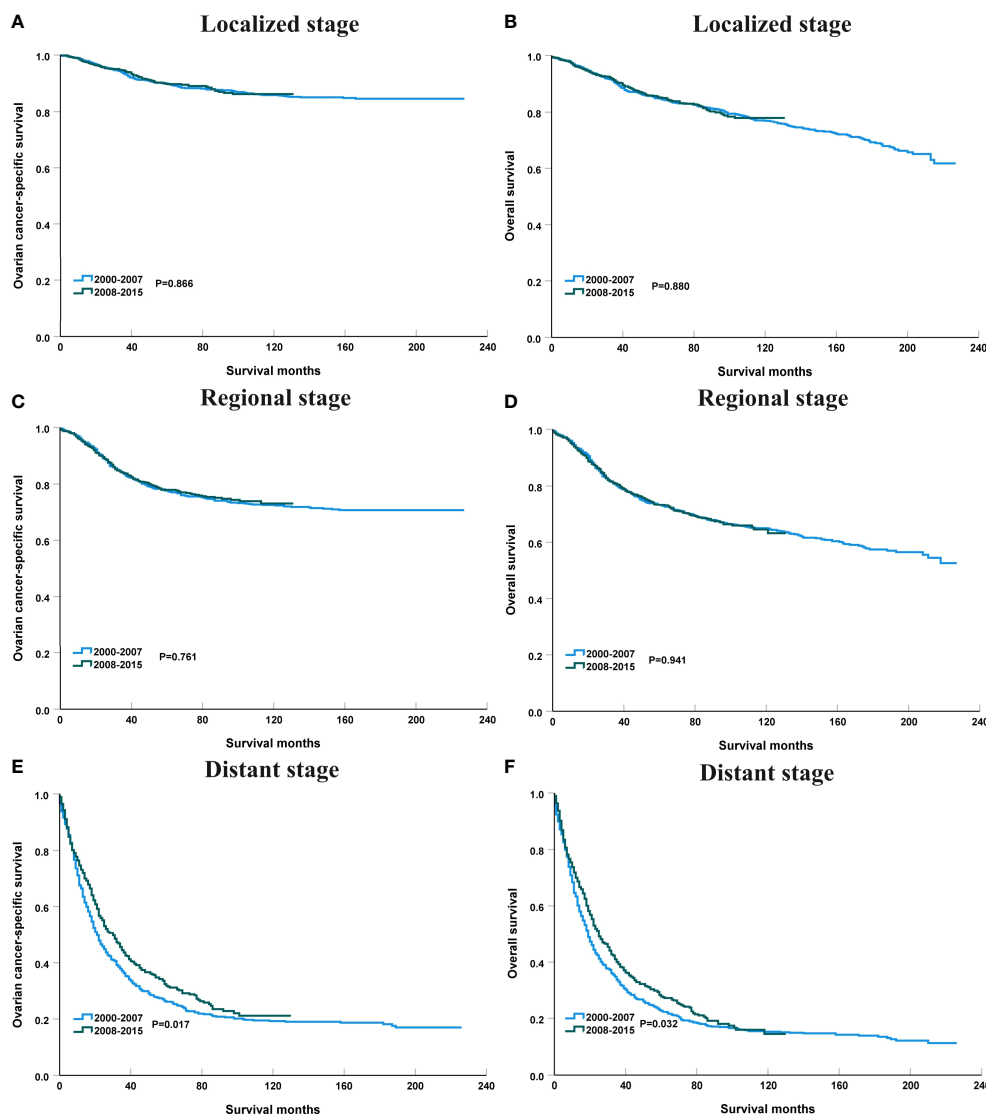 A
Localized stage
Ovarian cancer-specific survival
1.0
0.8
0.6
0.4
0.2
0.0
2000-2007
2008-2015
P=0.866
0 40 80 120 160 200 240
Survival months
B
Localized stage
Overall survival
1.0
0.8
0.6
0.4
0.2
0.0
2000-2007
2008-2015
P=0.880
0 40 80 120 160 200 240
Survival months
C
Regional stage
Ovarian cancer-specific survival
1.0
0.8
0.6
0.4
0.2
0.0
2000-2007
2008-2015
P=0.761
0 40 80 120 160 200 240
Survival months
D
Regional stage
Overall survival
1.0
0.8
0.6
0.4
0.2
0.0
2000-2007
2008-2015
P=0.941
0 40 80 120 160 200 240
Survival months
E
Distant stage
Ovarian cancer-specific survival
1.0
0.8
0.6
0.4
0.2
0.0
2000-2007
2008-2015
P=0.017
0 40 80 120 160 200 240
Survival months
F
Distant stage
Overall survival
1.0
0.8
0.6
0.4
0.2
0.0
2000-2007
2008-2015
P=0.032
0 40 80 120 160 200 240
Survival months